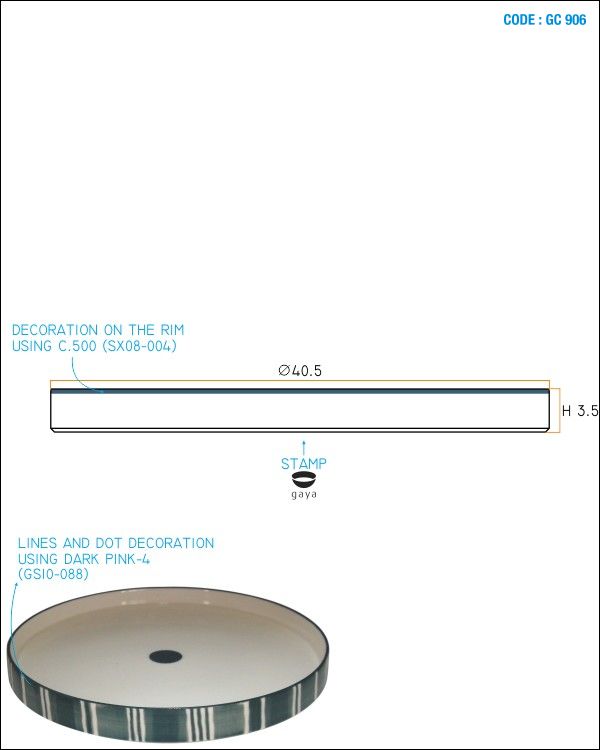 CODE : GC 906
DECORATION ON THE RIM
USING C.500 (SX08-004)
Ø40.5
H 3.5
STAMP
gaya
LINES AND DOT DECORATION
USING DARK PINK-4
(GS10-088)